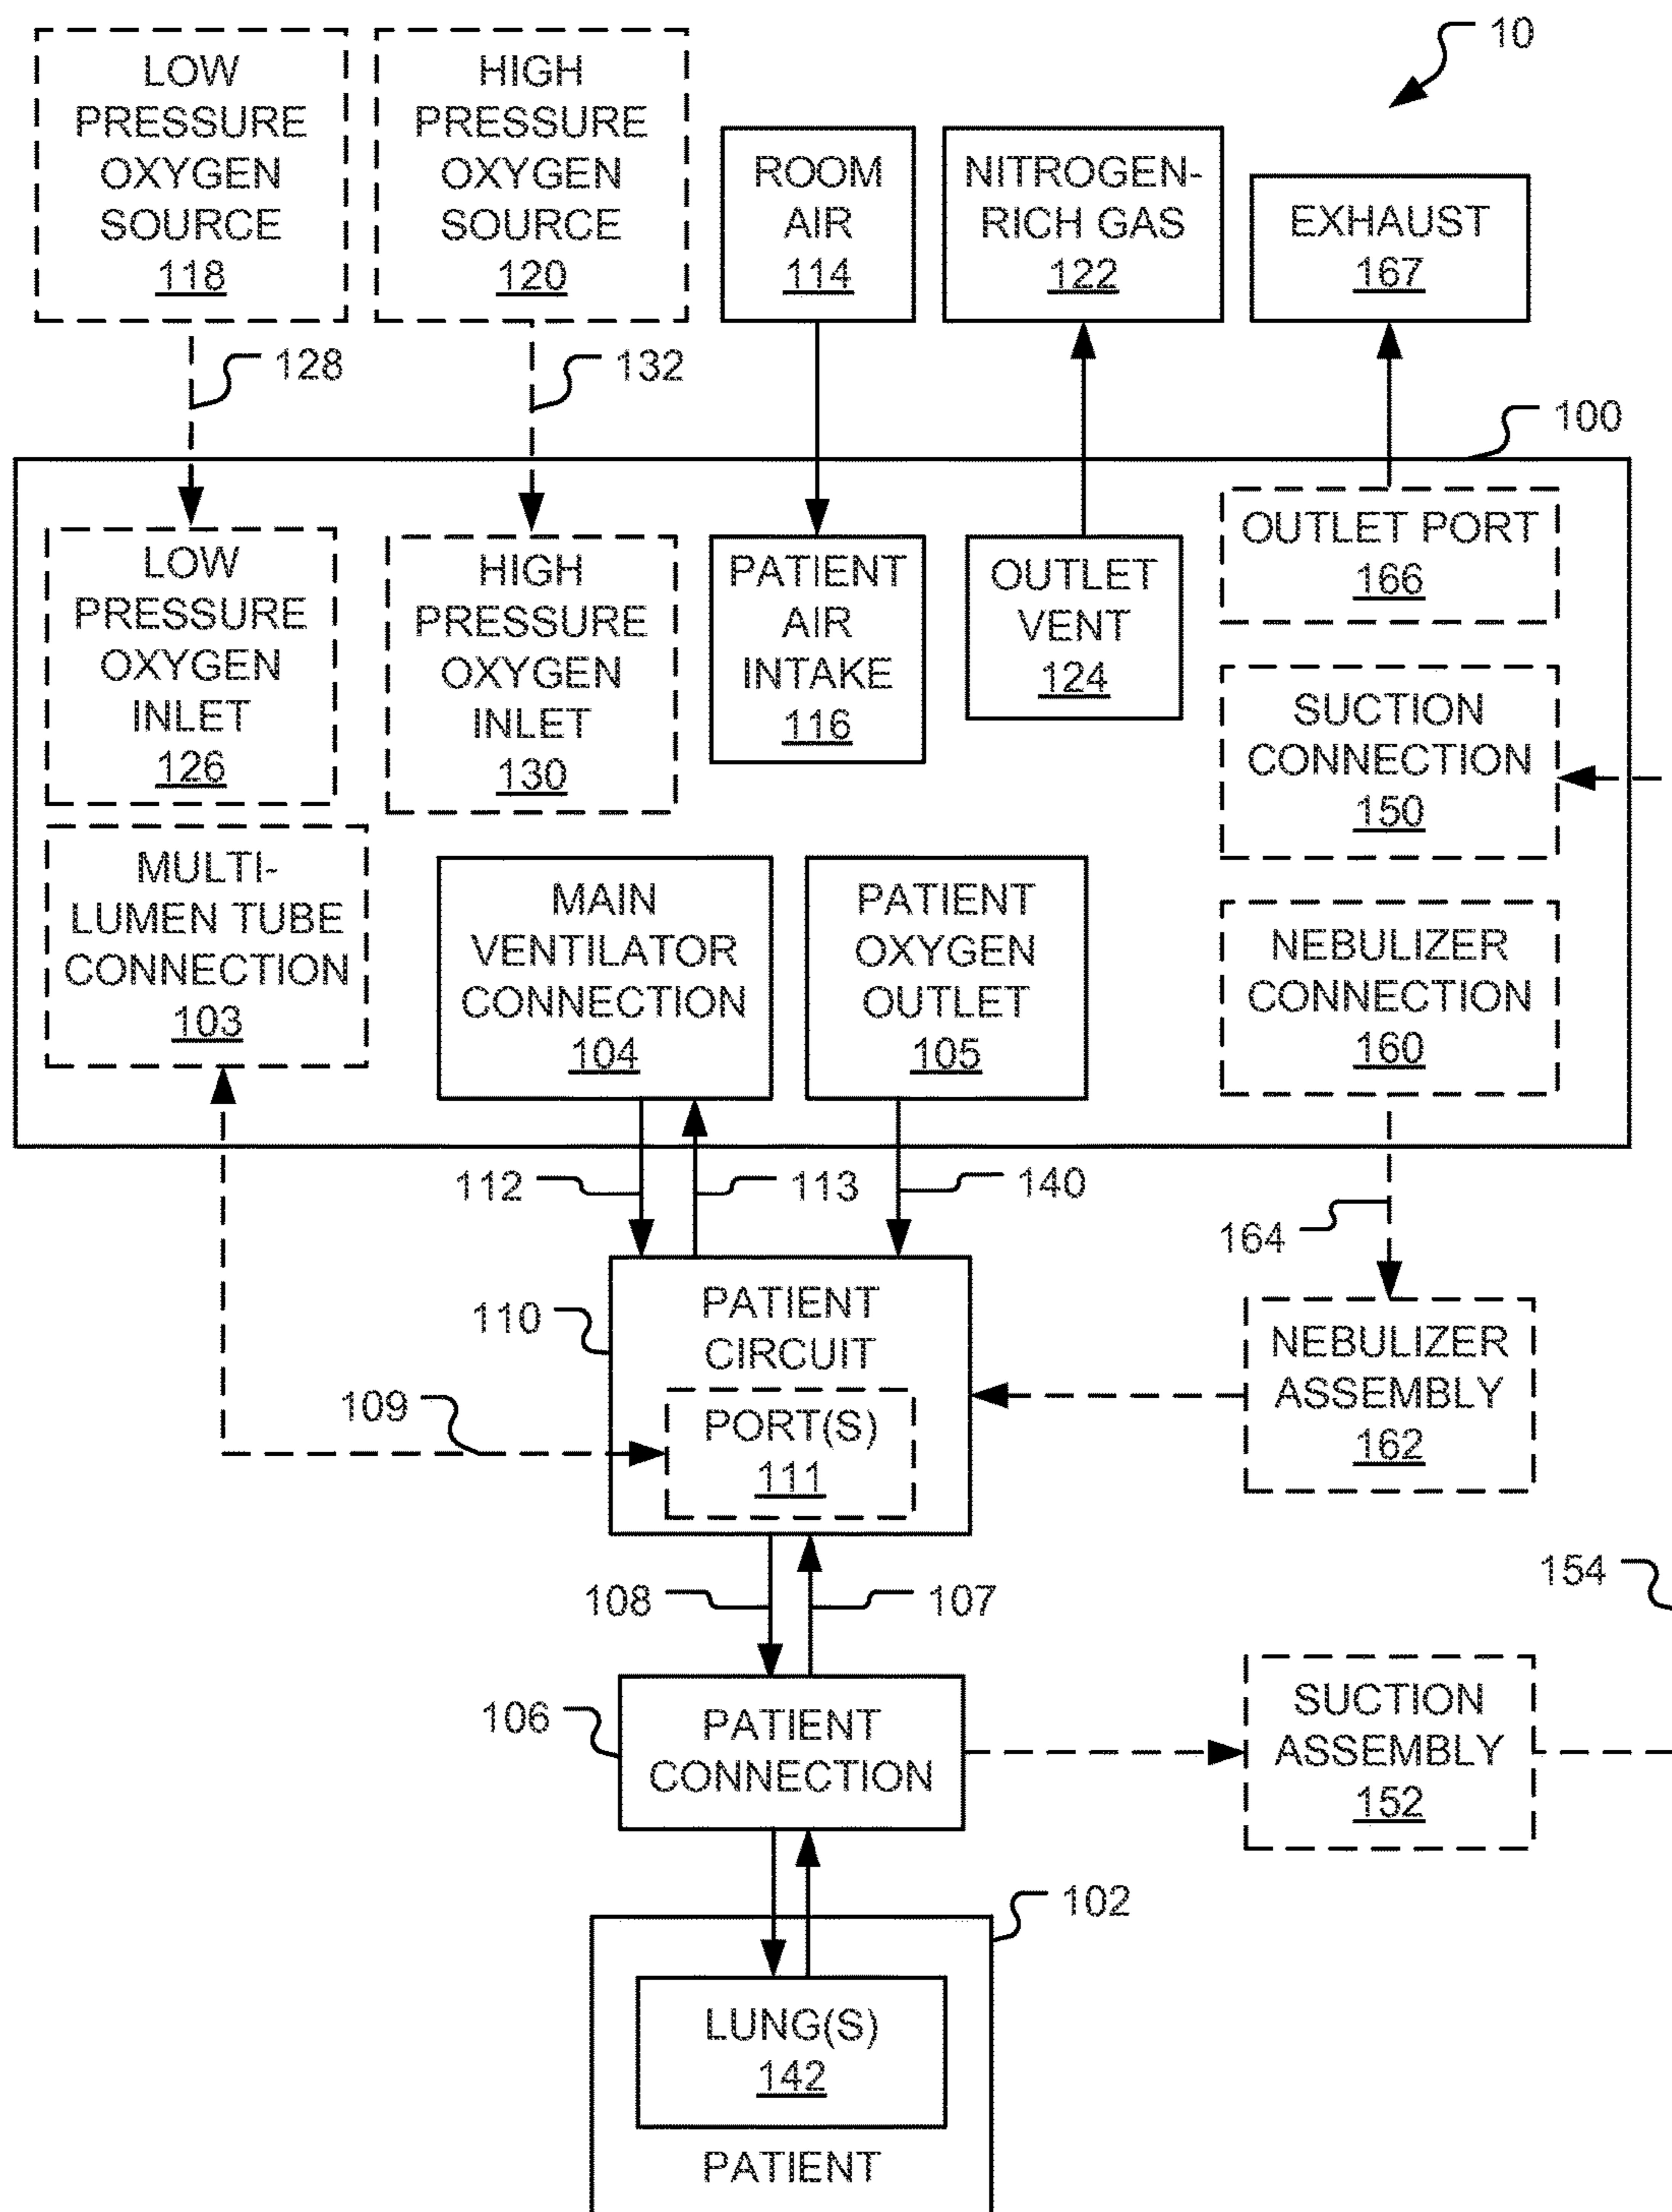 10
LOW
PRESSURE
OXYGEN
SOURCE
118
HIGH
PRESSURE
OXYGEN
SOURCE
120
ROOM
AIR
114
NITROGEN-
RICH GAS
122
EXHAUST
167
128
132
100
LOW
PRESSURE
OXYGEN
INLET
126
HIGH
PRESSURE
OXYGEN
INLET
130
PATIENT
AIR
INTAKE
116
OUTLET
VENT
124
OUTLET PORT
166
SUCTION
CONNECTION
150
MULTI-
LUMEN TUBE
CONNECTION
103
MAIN
VENTILATOR
CONNECTION
104
PATIENT
OXYGEN
OUTLET
105
NEBULIZER
CONNECTION
160
112
113
140
164
110
PATIENT
CIRCUIT
PORT(S)
111
109
NEBULIZER
ASSEMBLY
162
108
107
154
106
PATIENT
CONNECTION
SUCTION
ASSEMBLY
152
102
LUNG(S)
142
PATIENT